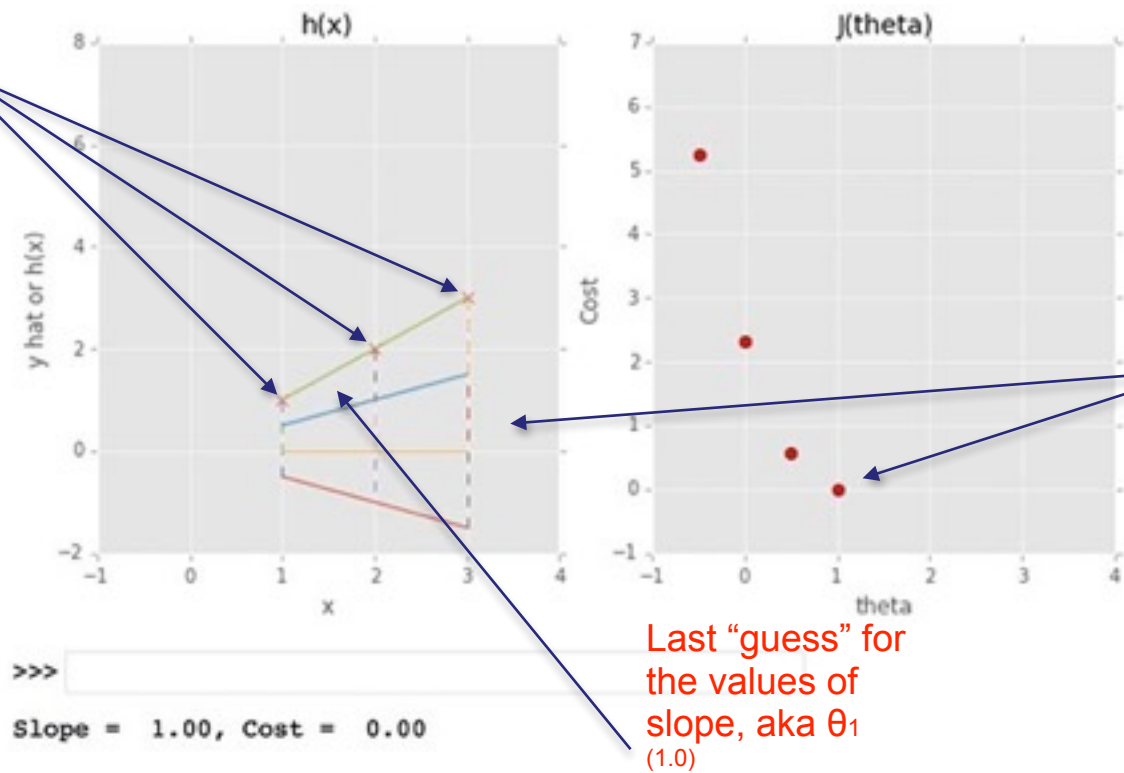 h(x)
8
6
4
2
0
−2
y hat or h(x)
−1 0 1 2 3 4
x
J(theta)
7
6
5
4
3
2
1
0
−1
Cost
−1 0 1 2 3 4
theta
>>>
Slope = 1.00, Cost = 0.00
Last “guess” for
the values of
slope, aka θ1
(1.0)